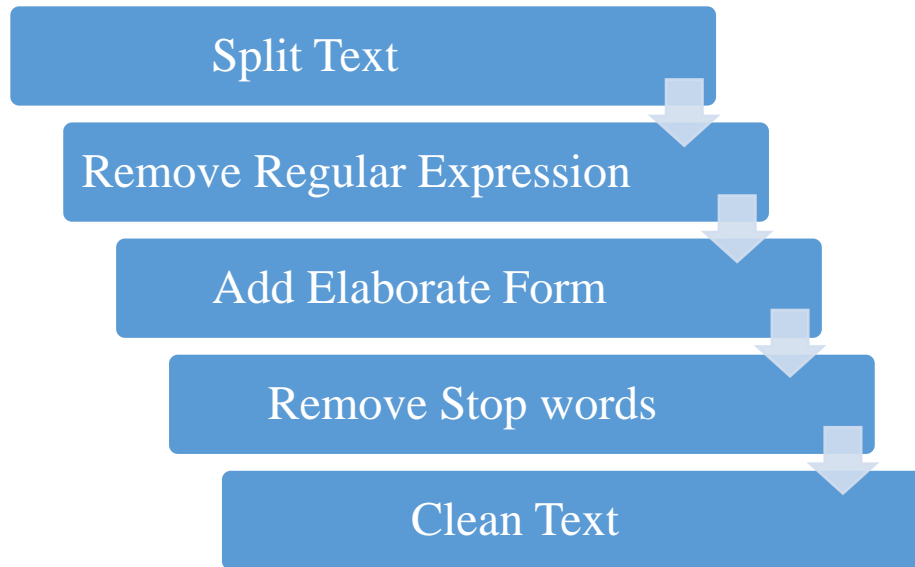 Split Text
Remove Regular Expression
Add Elaborate Form
Remove Stop words
Clean Text